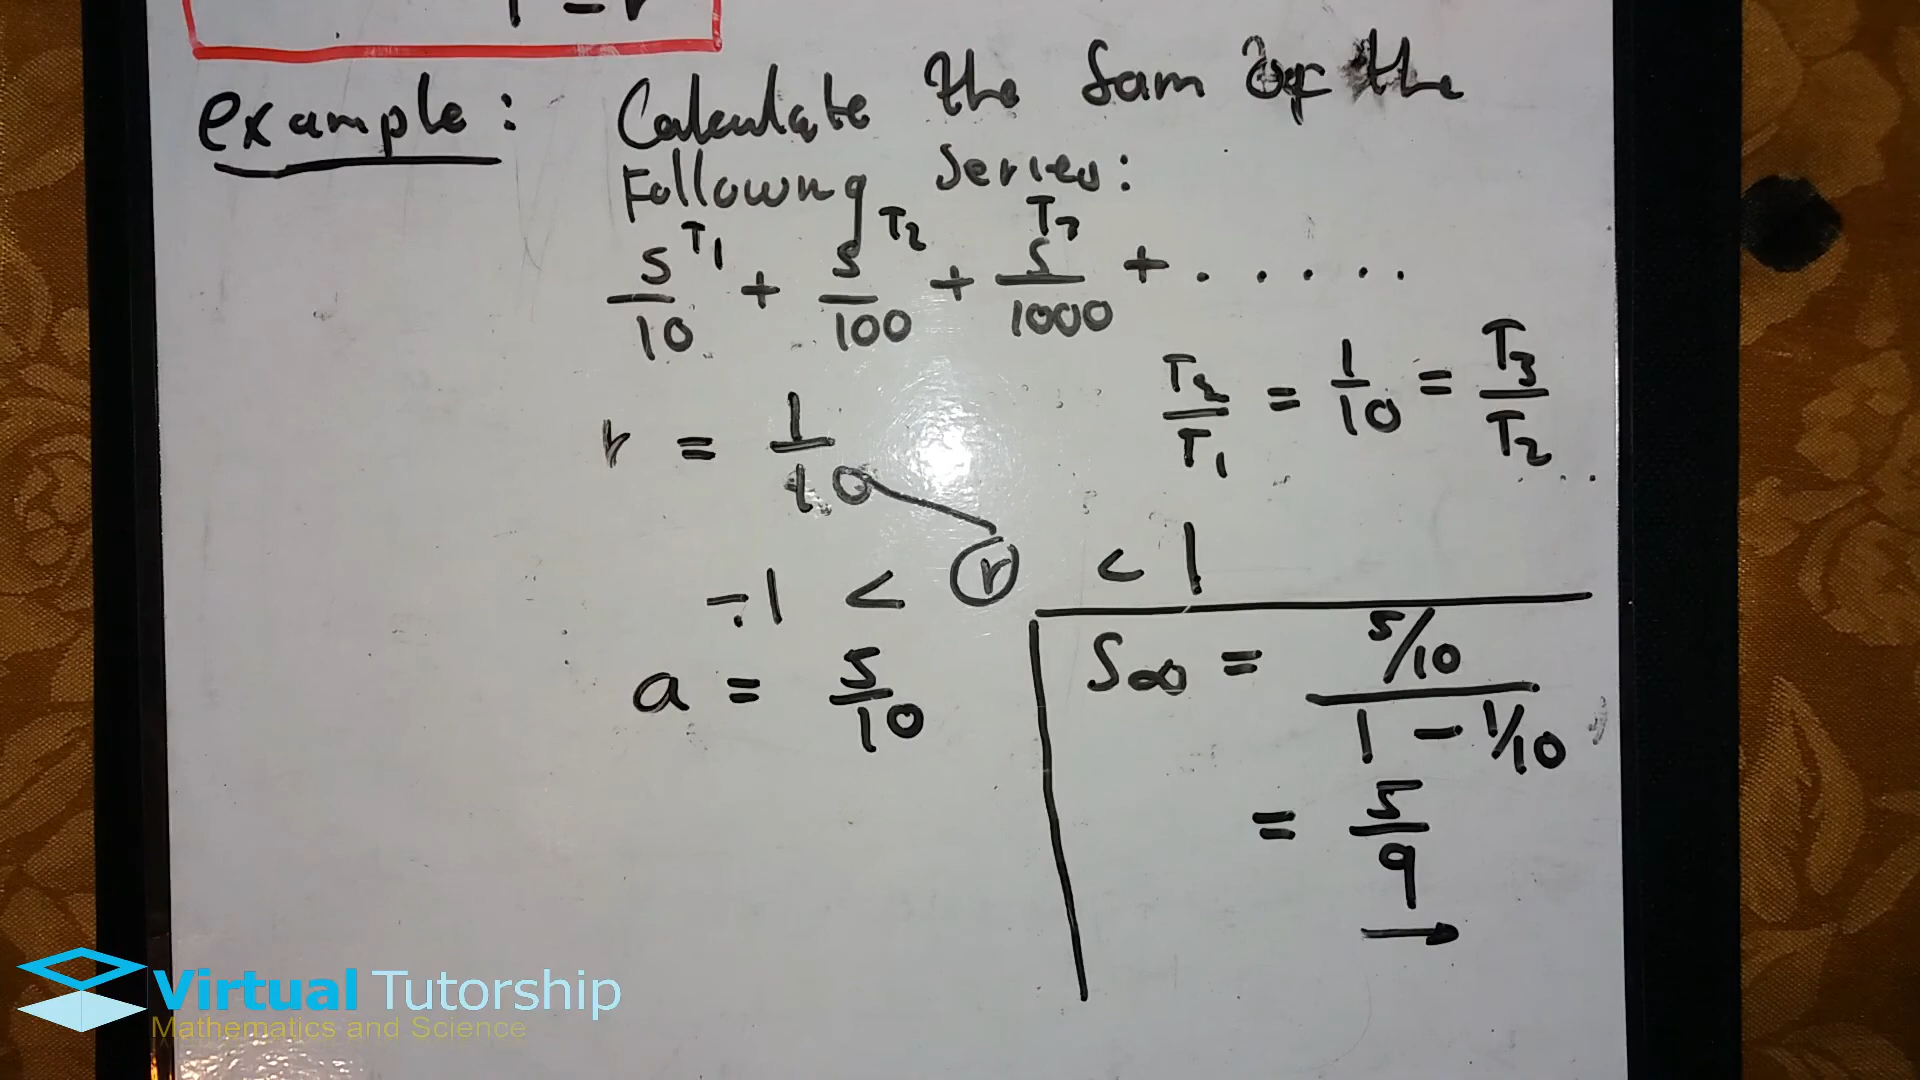 1 - r
example: Calculate the Sum of the
Following Series:
T1 T2 T3
5/10 + 5/100 + 5/1000 + . . . . .
T2/T1 = 1/10 = T3/T2
r = 1/10
-1 < r < 1
a = 5/10
S∞ = 5/10 / 1 - 1/10
= 5/9
Virtual Tutorship
Mathematics and Science